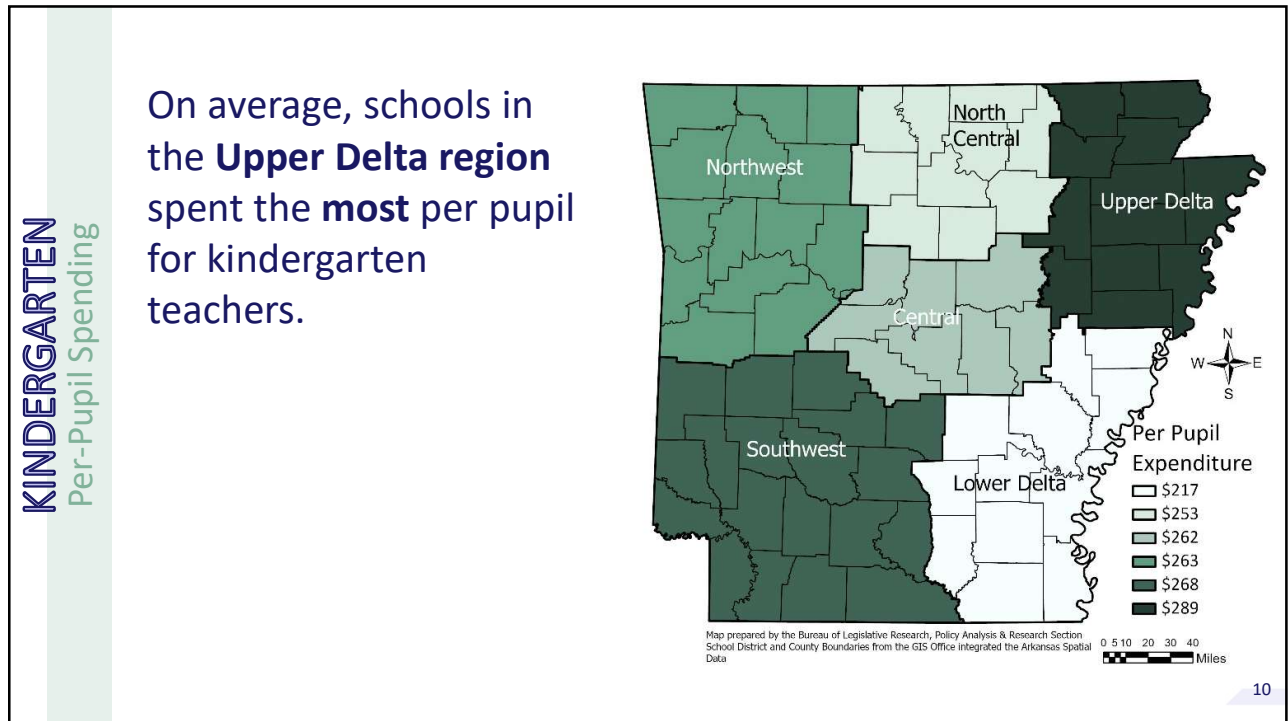 KINDERGARTEN
Per-Pupil Spending
On average, schools in
the Upper Delta region
spent the most per pupil
for kindergarten
teachers.
North
Central
Northwest
Upper Delta
Central
Southwest
Lower Delta
N
W
E
S
Per Pupil
Expenditure
$217
$253
$262
$263
$268
$289
Map prepared by the Bureau of Legislative Research, Policy Analysis & Research Section
School District and County Boundaries from the GIS Office integrated the Arkansas Spatial
Data
0 5 10 20 30 40
Miles
10